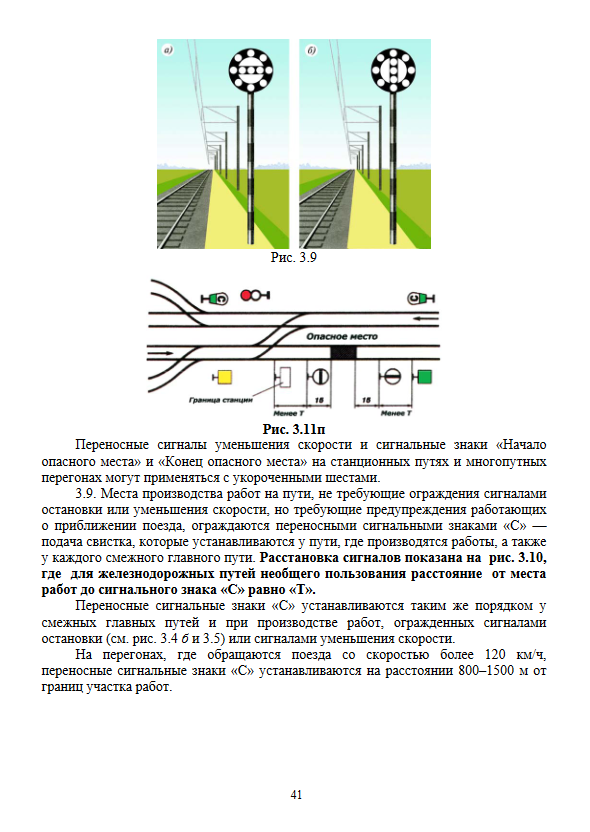 а)
б)
Рис. 3.9
С
С
Опасное место
Граница станции
1б
1б
Менее Т
Менее Т
Рис. 3.11п
Переносные сигналы уменьшения скорости и сигнальные знаки «Начало
опасного места» и «Конец опасного места» на станционных путях и многопутных
перегонах могут применяться с укороченными шестами.
3.9. Места производства работ на пути, не требующие ограждения сигналами
остановки или уменьшения скорости, но требующие предупреждения работающих
о приближении поезда, ограждаются переносными сигнальными знаками «С» —
подача свистка, которые устанавливаются у пути, где производятся работы, а также
у каждого смежного главного пути. Расстановка сигналов показана на рис. 3.10,
где для железнодорожных путей необщего пользования расстояние от места
работ до сигнального знака «С» равно «Т».
Переносные сигнальные знаки «С» устанавливаются таким же порядком у
смежных главных путей и при производстве работ, огражденных сигналами
остановки (см. рис. 3.4 б и 3.5) или сигналами уменьшения скорости.
На перегонах, где обращаются поезда со скоростью более 120 км/ч,
переносные сигнальные знаки «С» устанавливаются на расстоянии 800–1500 м от
границ участка работ.
41